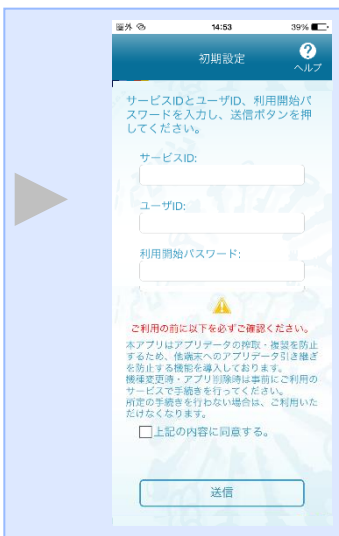 圏外
14:53
39%
初期設定
?
ヘルプ
サービスIDとユーザID、利用開始パ
スワードを入力し、送信ボタンを押
してください。
サービスID:
ユーザID:
利用開始パスワード:
ご利用の前に以下を必ずご確認ください。
本アプリはアプリデータの搾取・複製を防止
するため、他端末へのアプリデータ引き継ぎ
を防止する機能を導入しております。
機種変更時・アプリ削除時は事前にご利用の
サービスで手続きを行ってください。
所定の手続きを行わない場合は、ご利用いた
だけなくなります。
上記の内容に同意する。
送信